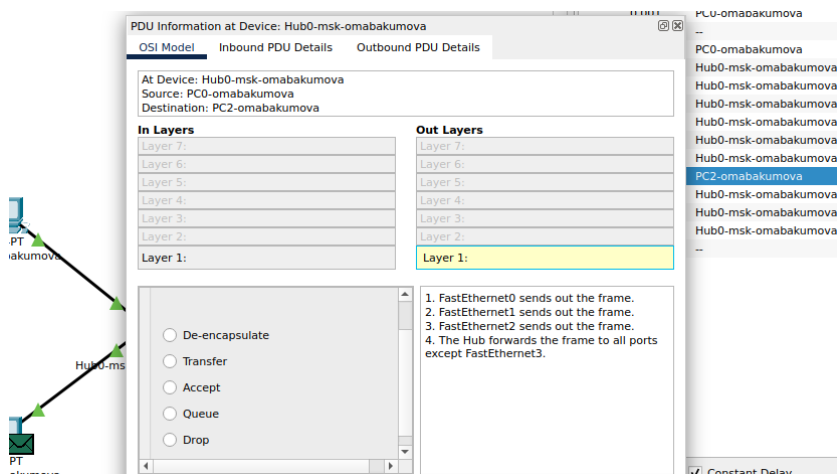 PDU Information at Device: Hub0-msk-omabakumova
OSI Model Inbound PDU Details Outbound PDU Details
At Device: Hub0-msk-omabakumova
Source: PC0-omabakumova
Destination: PC2-omabakumova
In Layers
Layer 7:
Layer 6:
Layer 5:
Layer 4:
Layer 3:
Layer 2:
Layer 1:
Out Layers
Layer 7:
Layer 6:
Layer 5:
Layer 4:
Layer 3:
Layer 2:
Layer 1:
De-encapsulate
Transfer
Accept
Queue
Drop
1. FastEthernet0 sends out the frame.
2. FastEthernet1 sends out the frame.
3. FastEthernet2 sends out the frame.
4. The Hub forwards the frame to all ports
except FastEthernet3.
PC0-omabakumova
--
PC0-omabakumova
Hub0-msk-omabakumova
Hub0-msk-omabakumova
Hub0-msk-omabakumova
Hub0-msk-omabakumova
Hub0-msk-omabakumova
Hub0-msk-omabakumova
PC2-omabakumova
Hub0-msk-omabakumova
Hub0-msk-omabakumova
Hub0-msk-omabakumova
--
Constant Delay
-PT
akumova
Hub0-ms
PT